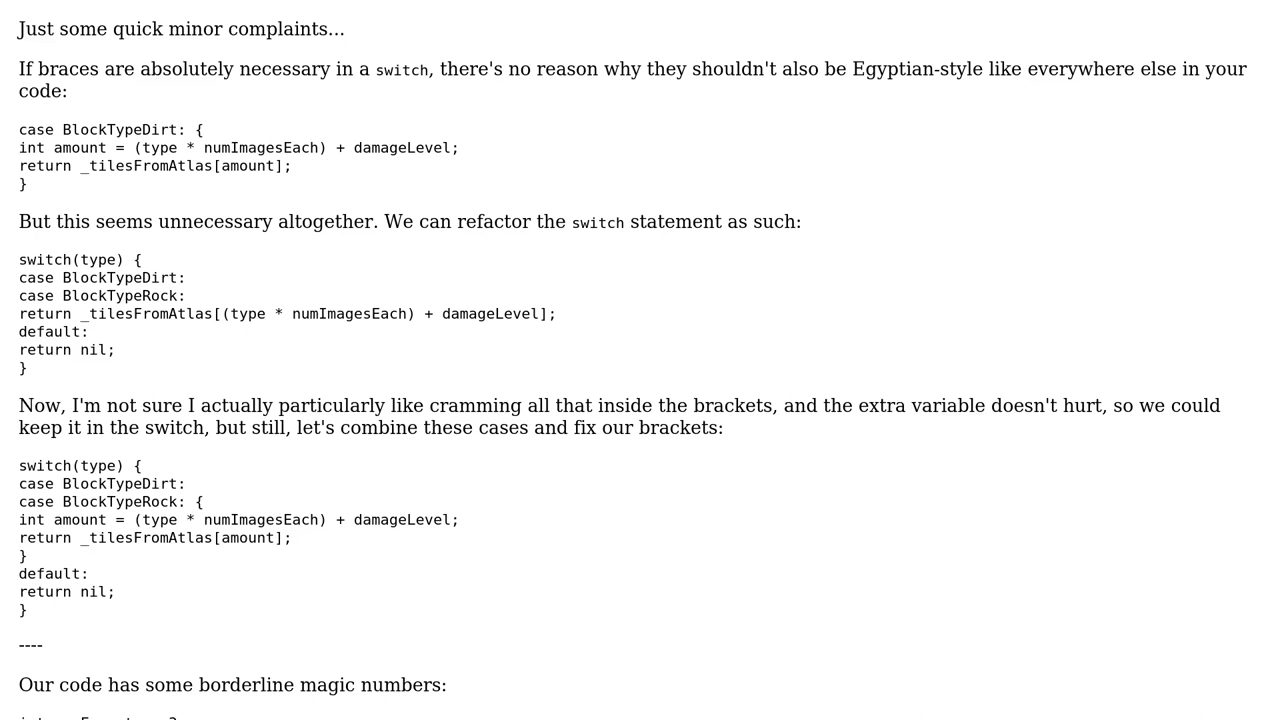 Just some quick minor complaints...
If braces are absolutely necessary in a switch, there's no reason why they shouldn't also be Egyptian-style like everywhere else in your
code:
case BlockTypeDirt: {
int amount = (type * numImagesEach) + damageLevel;
return _tilesFromAtlas[amount];
}
But this seems unnecessary altogether. We can refactor the switch statement as such:
switch(type) {
case BlockTypeDirt:
case BlockTypeRock:
return _tilesFromAtlas[(type * numImagesEach) + damageLevel];
default:
return nil;
}
Now, I'm not sure I actually particularly like cramming all that inside the brackets, and the extra variable doesn't hurt, so we could
keep it in the switch, but still, let's combine these cases and fix our brackets:
switch(type) {
case BlockTypeDirt:
case BlockTypeRock: {
int amount = (type * numImagesEach) + damageLevel;
return _tilesFromAtlas[amount];
}
default:
return nil;
}
----
Our code has some borderline magic numbers: